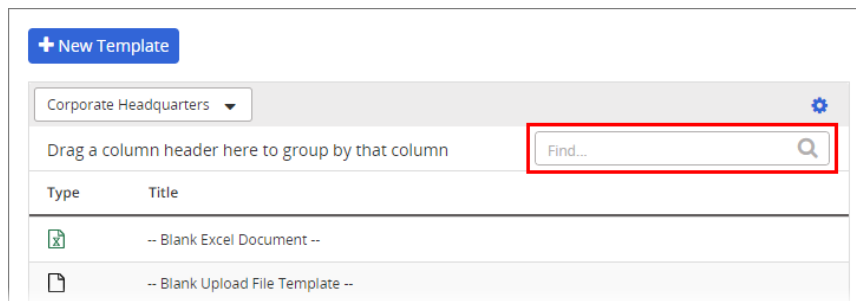 New Template
Corporate Headquarters
Drag a column header here to group by that column
Find...
Type Title
-- Blank Excel Document --
-- Blank Upload File Template --